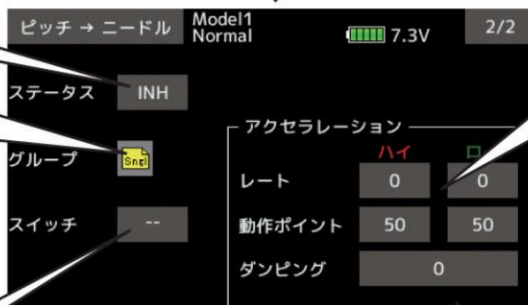 ピッチ → ニードル
Model1
Normal
7.3V
2/2
ステータス
INH
アクセラレーション
グループ
Sngl
ハイ
ロ
レート
0
0
スイッチ
--
動作ポイント
50
50
ダンピング
0